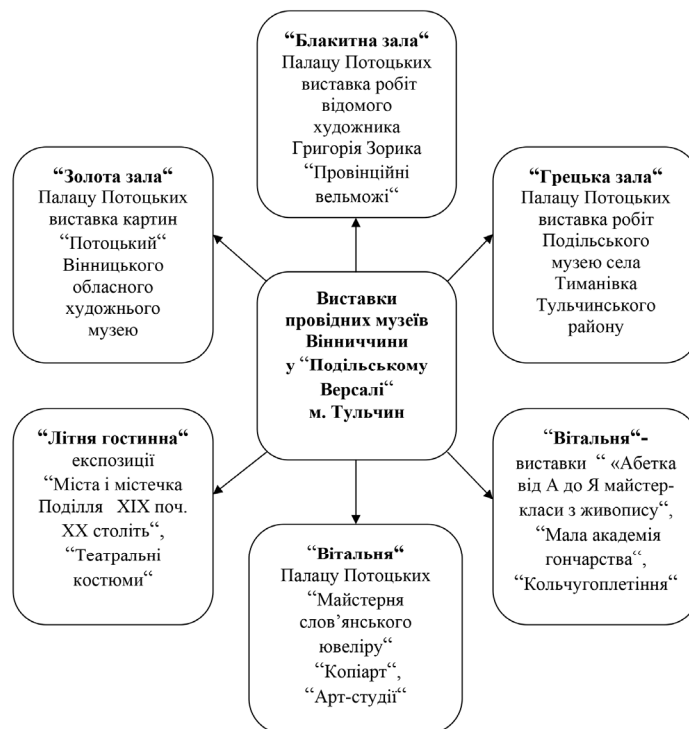 “Блакитна зала“
Палацу Потоцьких
виставка робіт
відомого
художника
Григорія Зорика
“Провінційні
вельможі“
“Золота зала“
Палацу Потоцьких
виставка картин
“Потоцький“
Вінницького
обласного
художнього
музею
“Грецька зала“
Палацу Потоцьких
виставка робіт
Подільського
музею села
Тиманівка
Тульчинського
району
Виставки
провідних музеїв
Вінниччини
у “Подільському
Версалі“
м. Тульчин
“Літня гостинна“
експозиції
“Міста і містечка
Поділля XIX поч.
XX століть“,
“Театральні
костюми“
“Вітальня“
Палацу Потоцьких
“Майстерня
слов’янського
ювеліру“
“Копіарт“,
“Арт-студії“
“Вітальня“-
виставки “ «Абетка
від А до Я майстер-
класи з живопису“,
“Мала академія
гончарства“,
“Кольчугоплетіння“